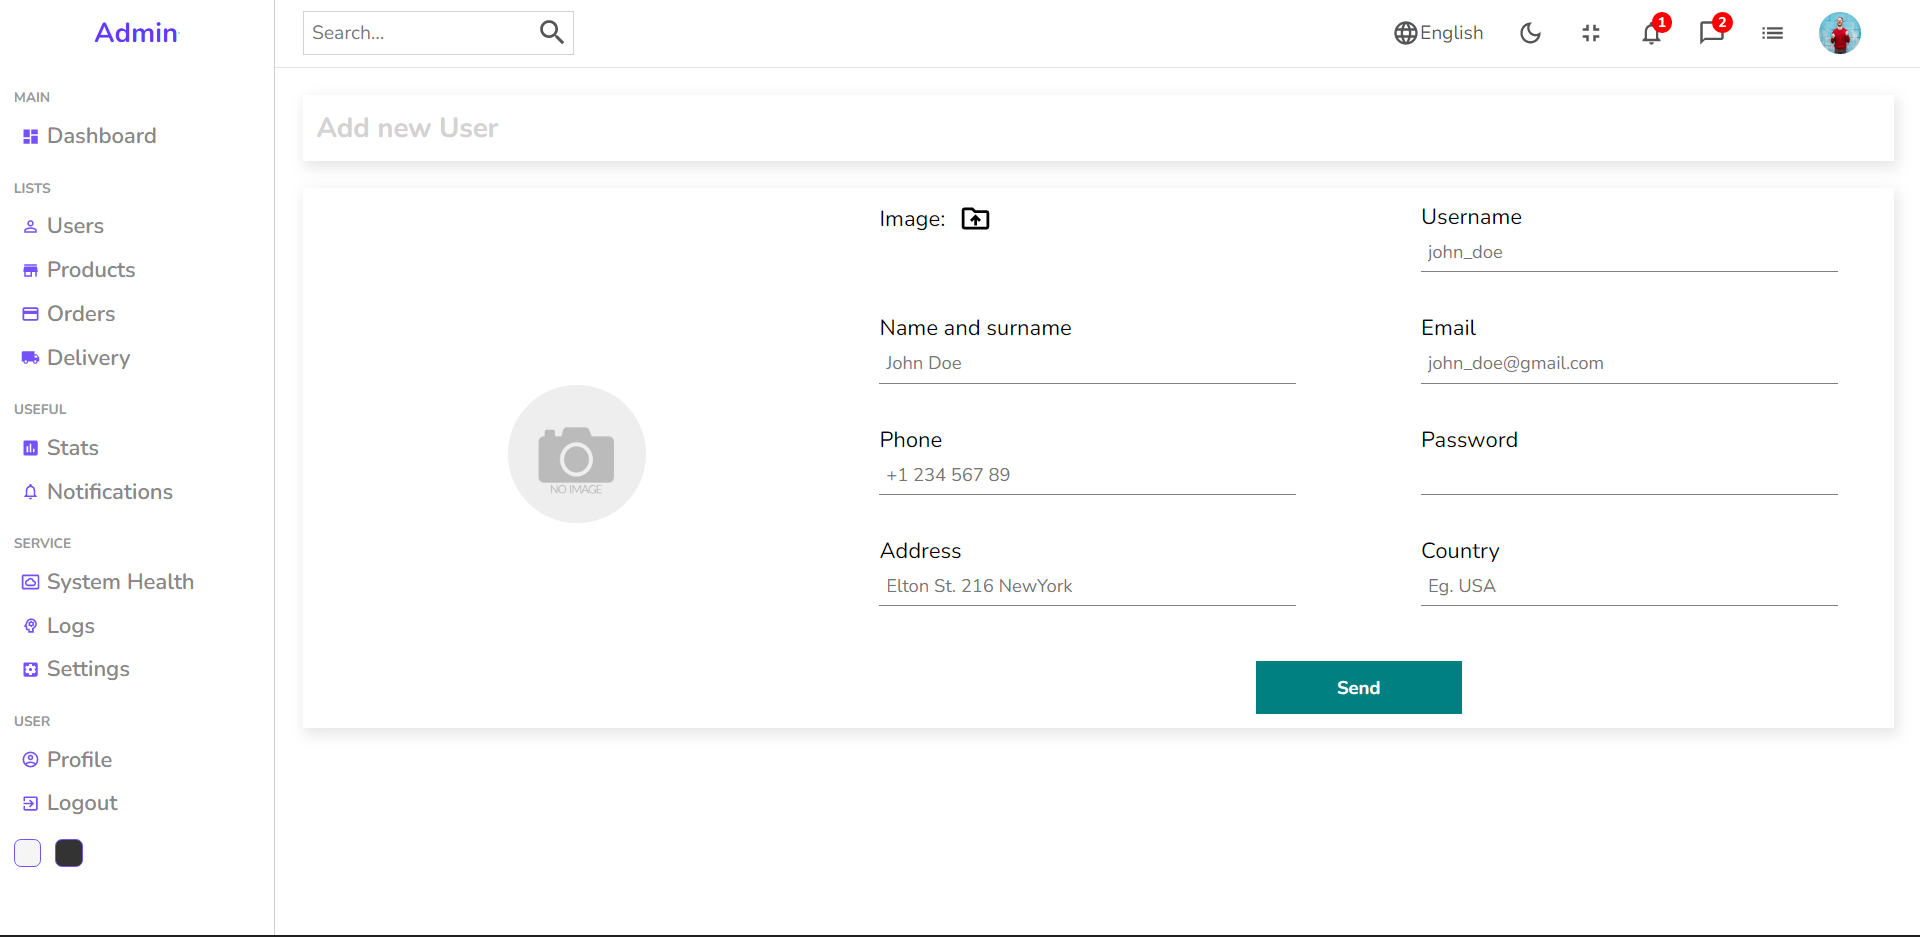 Admin
Search...
English
1
2
MAIN
Dashboard
LISTS
Users
Products
Orders
Delivery
USEFUL
Stats
Notifications
SERVICE
System Health
Logs
Settings
USER
Profile
Logout
Add new User
NO IMAGE
Image:
Username
john_doe
Name and surname
John Doe
Email
john_doe@gmail.com
Phone
+1 234 567 89
Password
Address
Elton St. 216 NewYork
Country
Eg. USA
Send